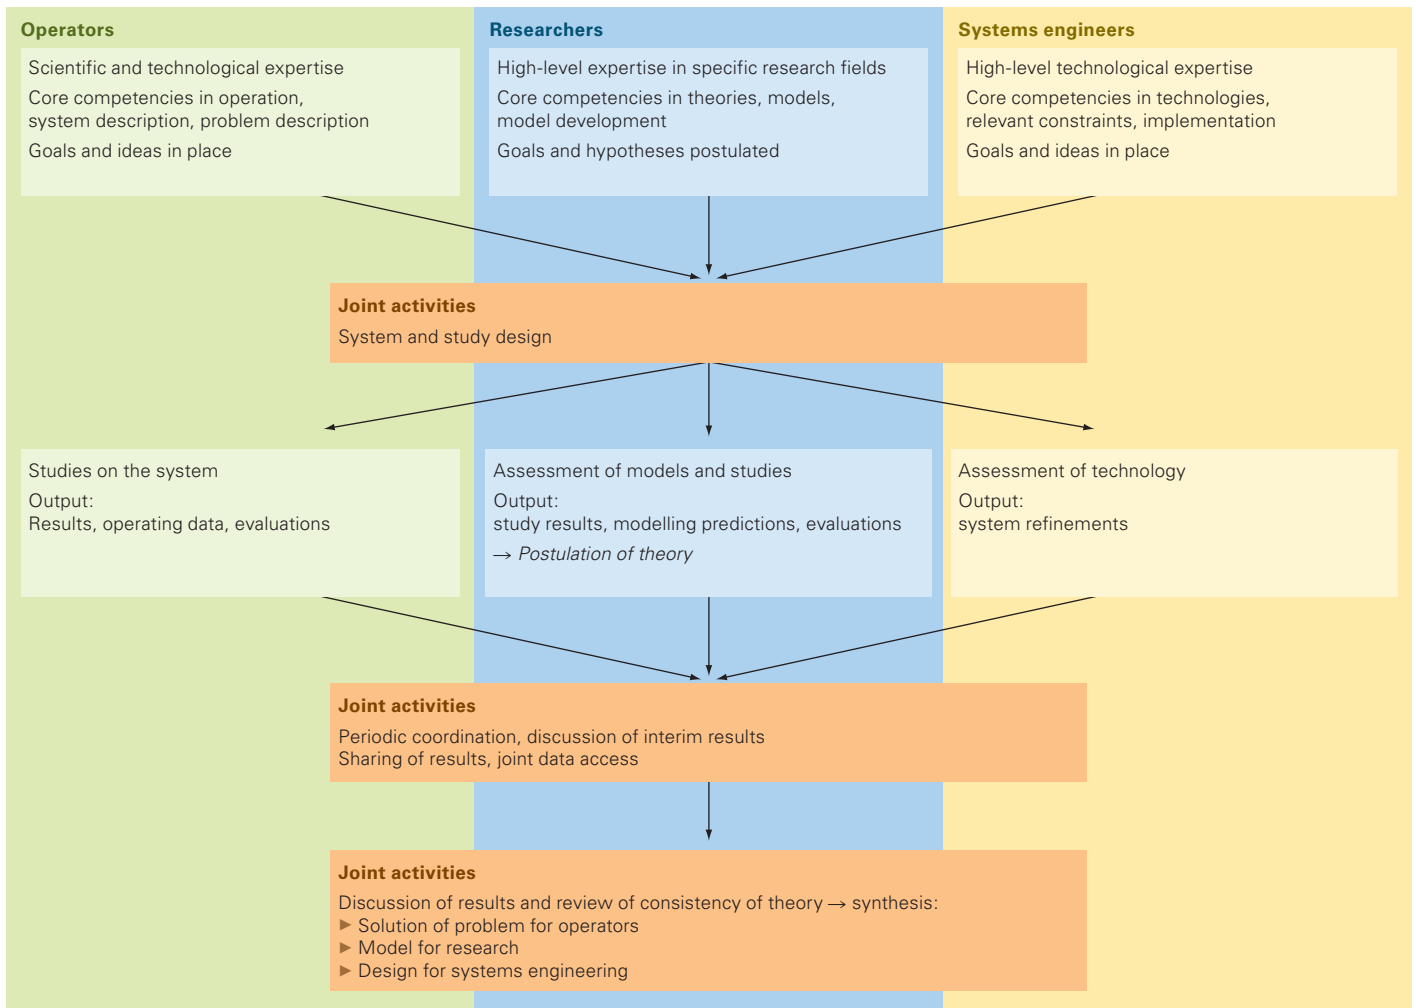 Operators
Scientific and technological expertise
Core competencies in operation,
system description, problem description
Goals and ideas in place
Researchers
High-level expertise in specific research fields
Core competencies in theories, models,
model development
Goals and hypotheses postulated
Systems engineers
High-level technological expertise
Core competencies in technologies,
relevant constraints, implementation
Goals and ideas in place
Joint activities
System and study design
Studies on the system
Output:
Results, operating data, evaluations
Assessment of models and studies
Output:
study results, modelling predictions, evaluations
→ Postulation of theory
Assessment of technology
Output:
system refinements
Joint activities
Periodic coordination, discussion of interim results
Sharing of results, joint data access
Joint activities
Discussion of results and review of consistency of theory → synthesis:
► Solution of problem for operators
► Model for research
► Design for systems engineering